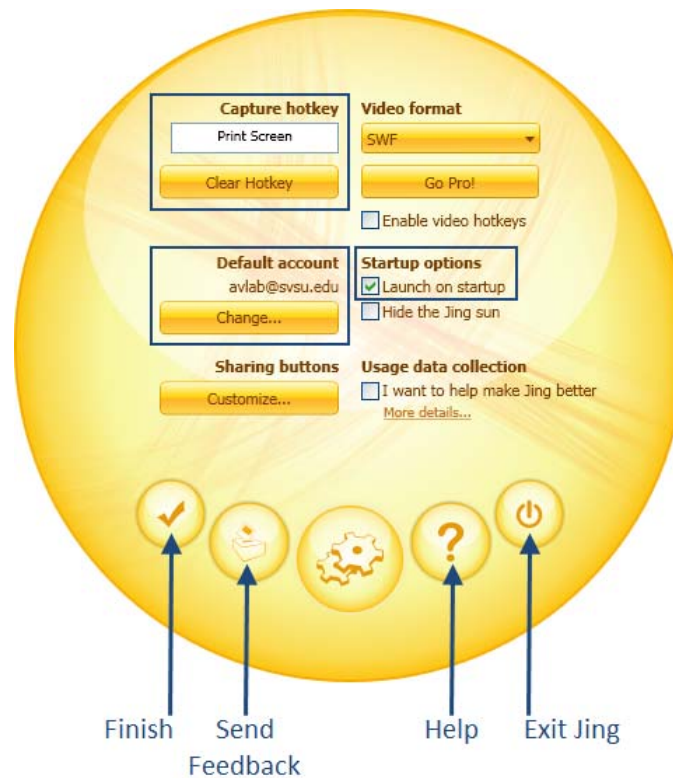 Capture hotkey
Print Screen
Clear Hotkey
Video format
SWF
Go Pro!
Enable video hotkeys
Default account
avlab@svsu.edu
Change...
Startup options
Launch on startup
Hide the Jing sun
Sharing buttons
Customize...
Usage data collection
I want to help make Jing better
More details...
?
Finish
Send
Feedback
Help
Exit Jing